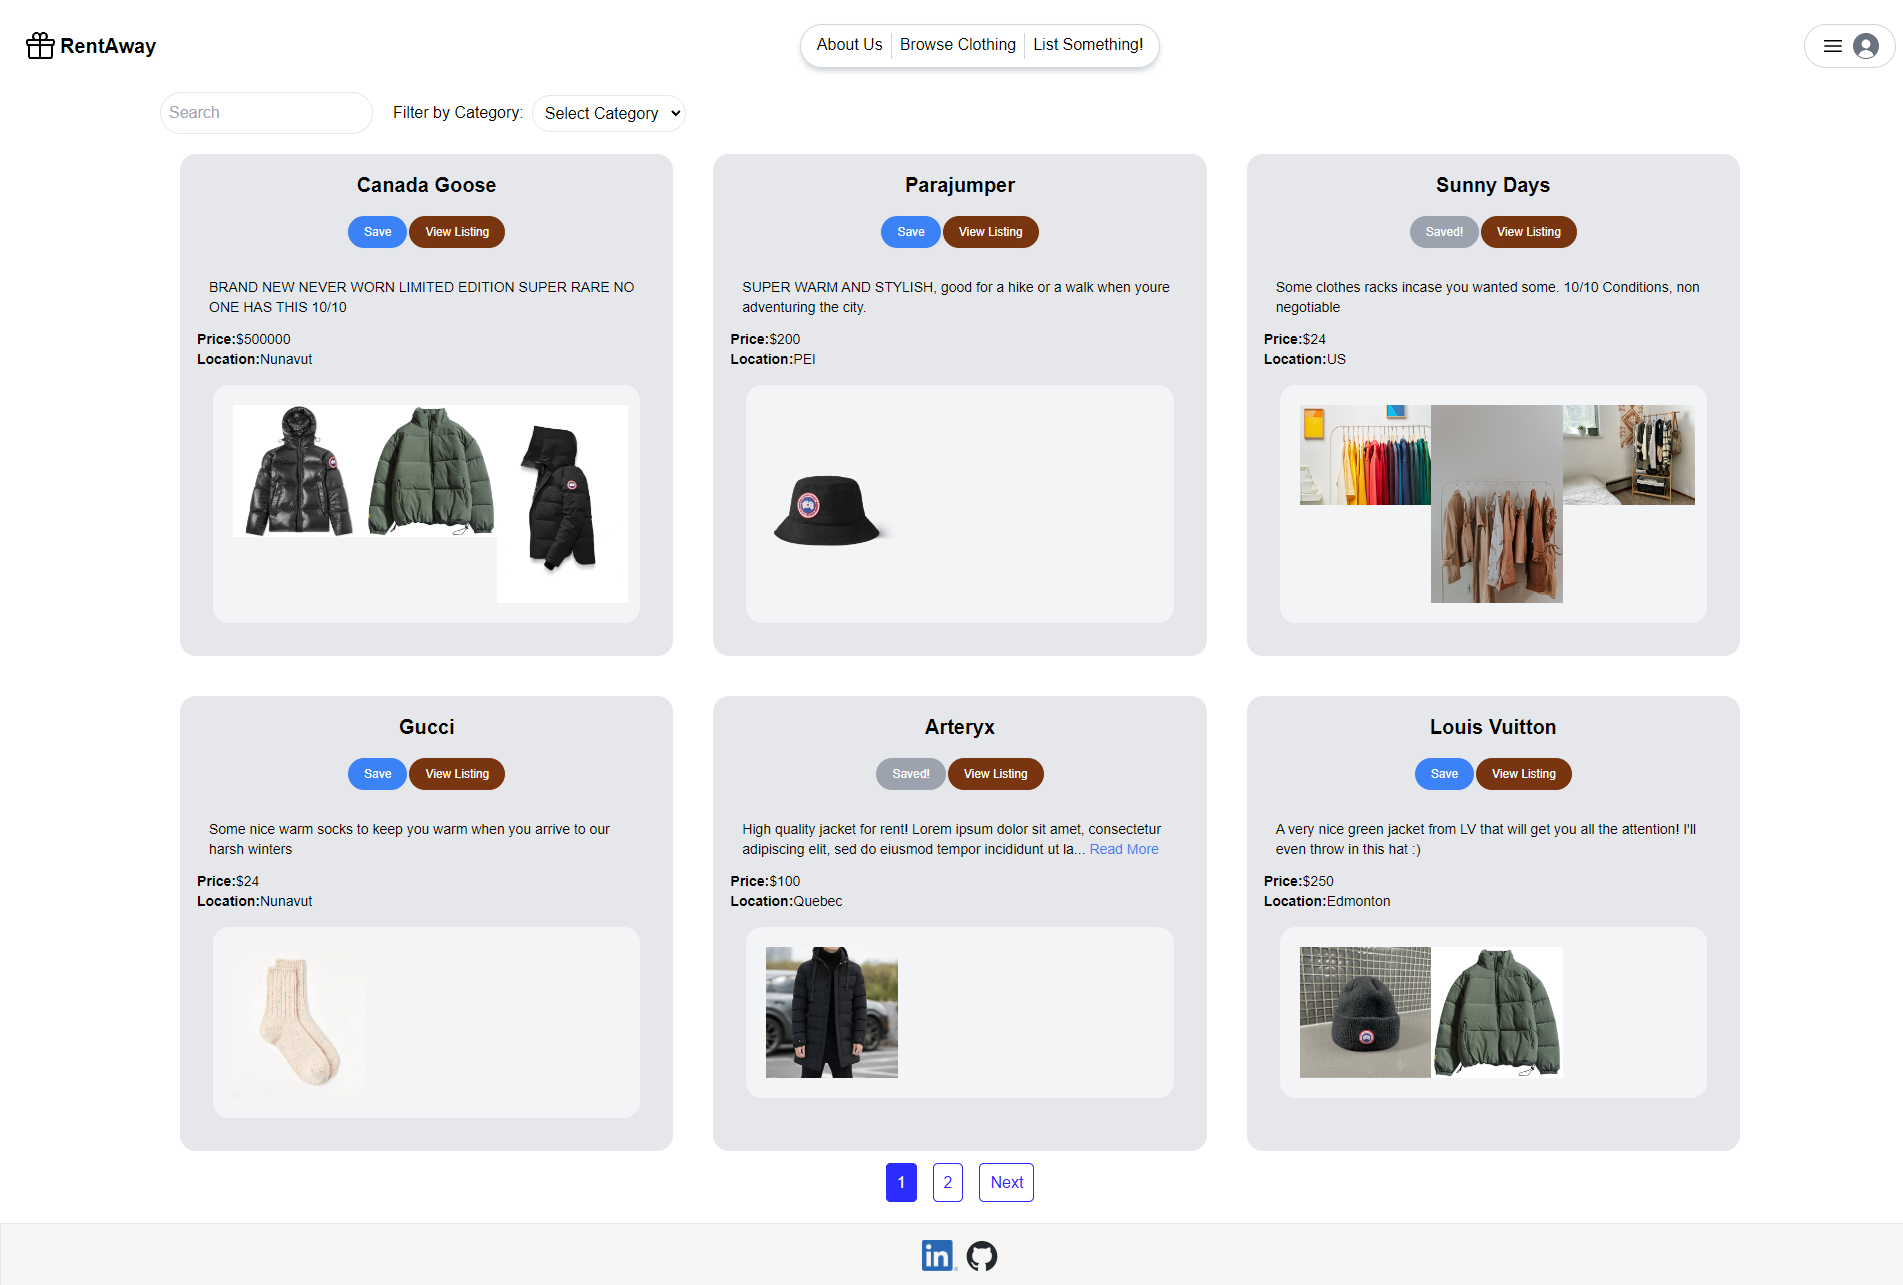 RentAway
About Us
Browse Clothing
List Something!
Search
Filter by Category:
Select Category
Canada Goose
Save
View Listing
BRAND NEW NEVER WORN LIMITED EDITION SUPER RARE NO
ONE HAS THIS 10/10
Price:$500000
Location:Nunavut
Parajumper
Save
View Listing
SUPER WARM AND STYLISH, good for a hike or a walk when youre
adventuring the city.
Price:$200
Location:PEI
Sunny Days
Saved!
View Listing
Some clothes racks incase you wanted some. 10/10 Conditions, non
negotiable
Price:$24
Location:US
Gucci
Save
View Listing
Some nice warm socks to keep you warm when you arrive to our
harsh winters
Price:$24
Location:Nunavut
Arteryx
Saved!
View Listing
High quality jacket for rent! Lorem ipsum dolor sit amet, consectetur
adipiscing elit, sed do eiusmod tempor incididunt ut la... Read More
Price:$100
Location:Quebec
Louis Vuitton
Save
View Listing
A very nice green jacket from LV that will get you all the attention! I'll
even throw in this hat :)
Price:$250
Location:Edmonton
1
2
Next
in